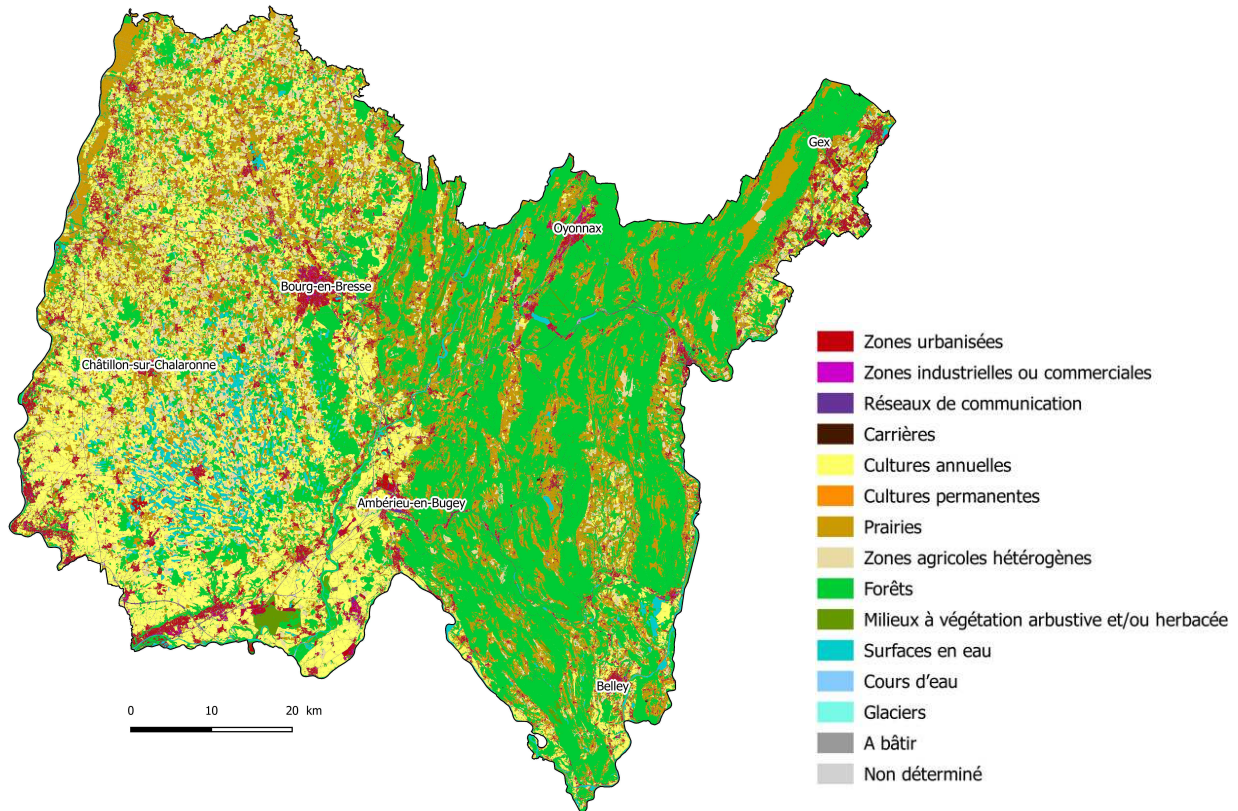 Gex
Oyonnax
Bourg-en-Bresse
Châtillon-sur-Chalaronne
Ambérieu-en-Bugey
Belley
0 10 20 km
Zones urbanisées
Zones industrielles ou commerciales
Réseaux de communication
Carrières
Cultures annuelles
Cultures permanentes
Prairies
Zones agricoles hétérogènes
Forêts
Milieux à végétation arbustive et/ou herbacée
Surfaces en eau
Cours d'eau
Glaciers
A bâtir
Non déterminé